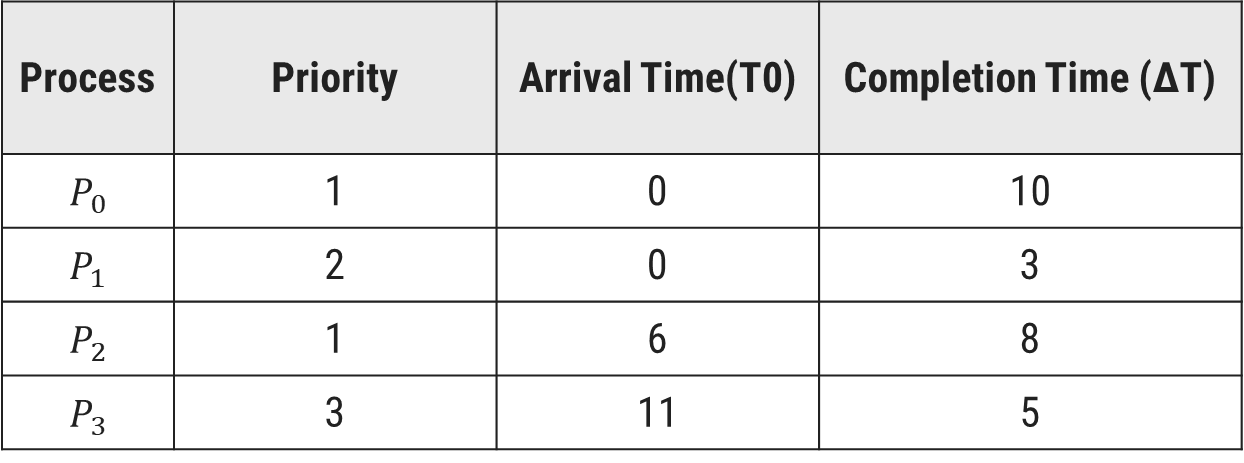 Process Priority Arrival Time(T0) Completion Time (ΔT)
P0 1 0 10
P1 2 0 3
P2 1 6 8
P3 3 11 5